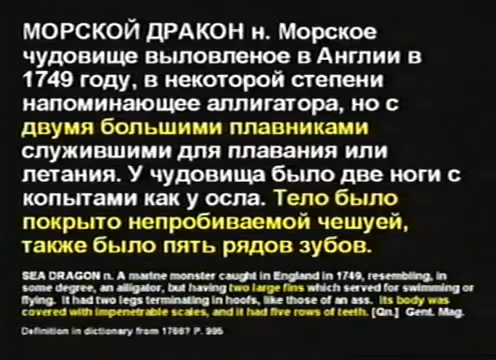 МОРСКОЙ ДРАКОН н. Морское
чудовище выловленое в Англии в
1749 году, в некоторой степени
напоминающее аллигатора, но с
двумя большими плавниками
служившими для плавания или
летания. У чудовища было две ноги с
копытами как у осла. Тело было
покрыто непробиваемой чешуей,
также было пять рядов зубов.
SEA DRAGON n. A marine monster caught in England in 1749, resembling, in
some degree, an alligator, but having two large fins which served for swimming or
flying. It had two legs terminating in hoofs, like those of an ass. Its body was
covered with impenetrable scales, and it had five rows of teeth. [Qn.] Gent. Mag.
Definition in dictionary from 1766? P. 995